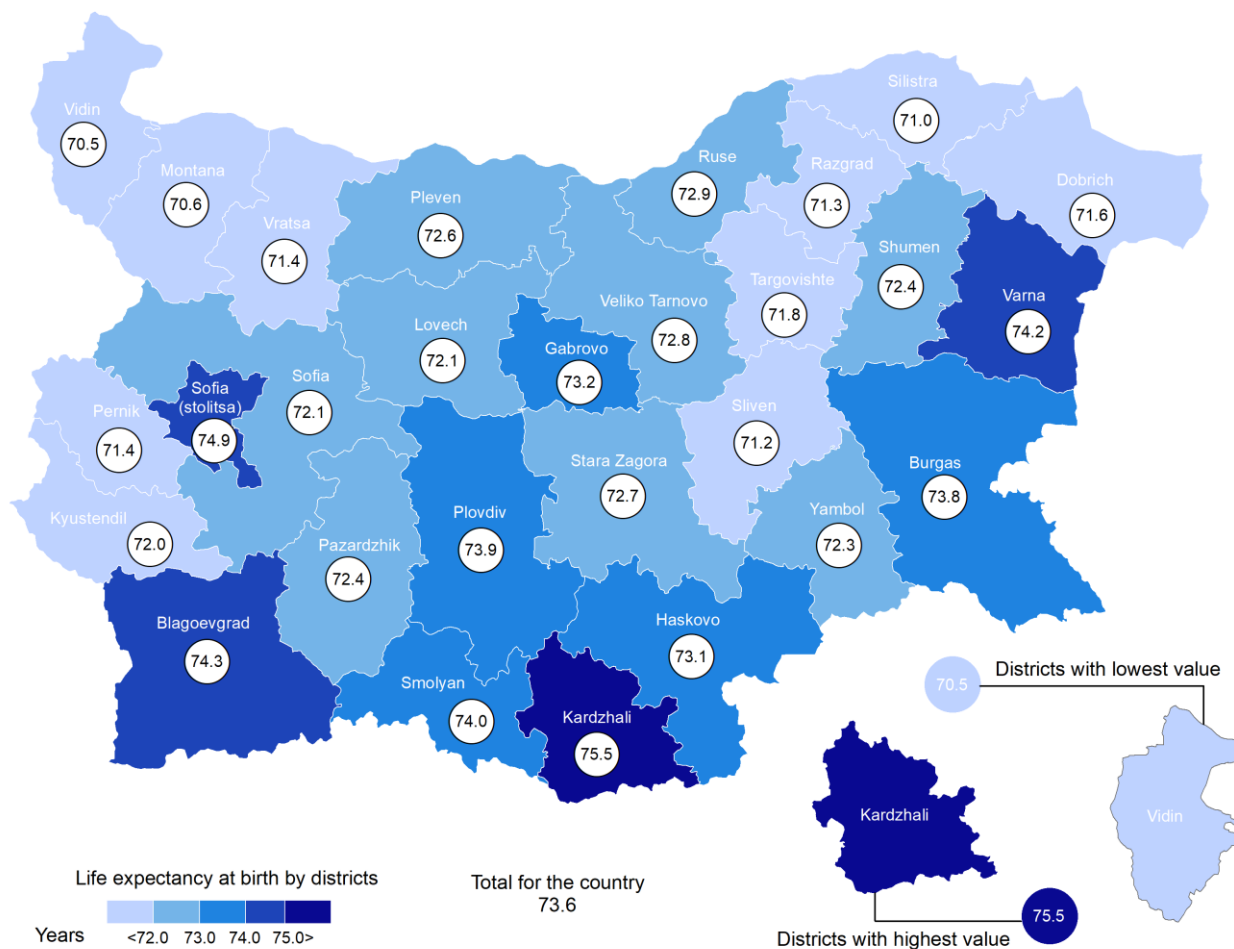 Vidin
70.5
Montana
70.6
Vratsa
71.4
Pleven
72.6
Ruse
72.9
Silistra
71.0
Razgrad
71.3
Dobrich
71.6
Targovishte
71.8
Shumen
72.4
Varna
74.2
Veliko Tarnovo
72.8
Lovech
72.1
Gabrovo
73.2
Sofia
(stolitsa)
74.9
Sofia
72.1
Pernik
71.4
Kyustendil
72.0
Sliven
71.2
Stara Zagora
72.7
Burgas
73.8
Yambol
72.3
Plovdiv
73.9
Pazardzhik
72.4
Blagoevgrad
74.3
Haskovo
73.1
Smolyan
74.0
Kardzhali
75.5
70.5
Districts with lowest value
Vidin
Kardzhali
75.5
Districts with highest value
Life expectancy at birth by districts
Years <72.0 73.0 74.0 75.0>
Total for the country
73.6